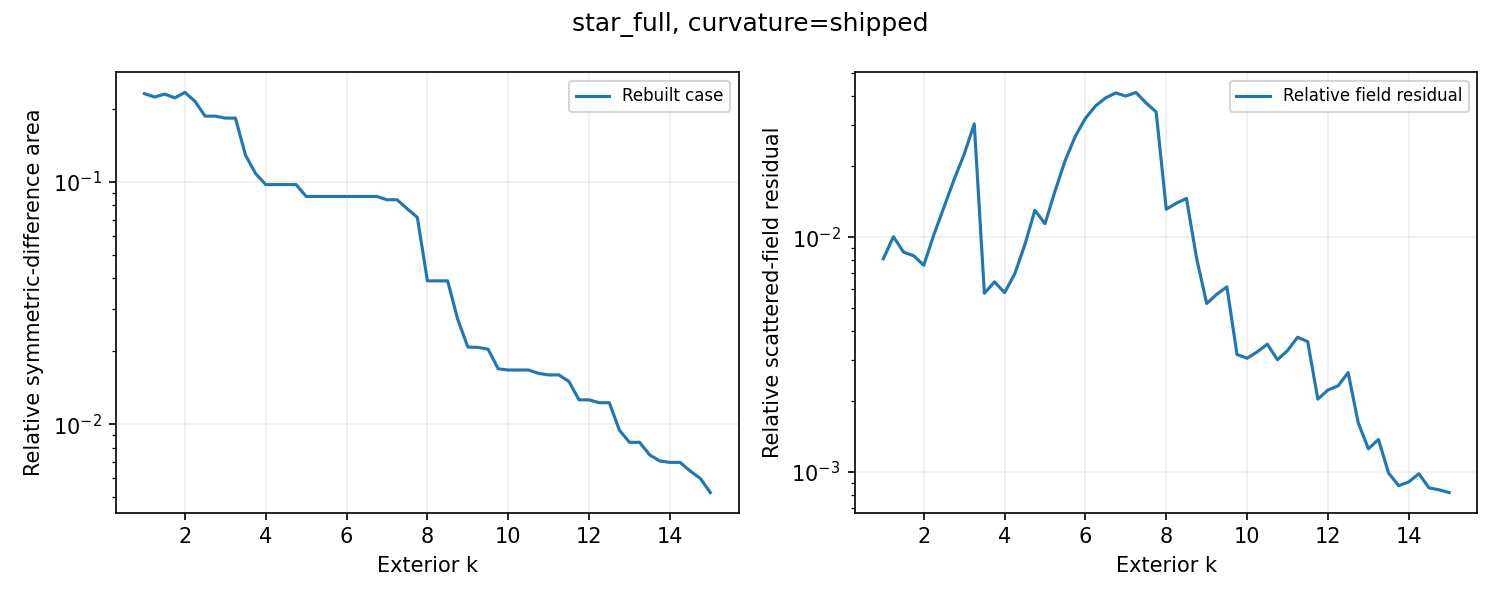 star_full, curvature=shipped
Relative symmetric-difference area
10⁻¹
10⁻²
Rebuilt case
2 4 6 8 10 12 14
Exterior k
Relative scattered-field residual
10⁻²
10⁻³
Relative field residual
2 4 6 8 10 12 14
Exterior k